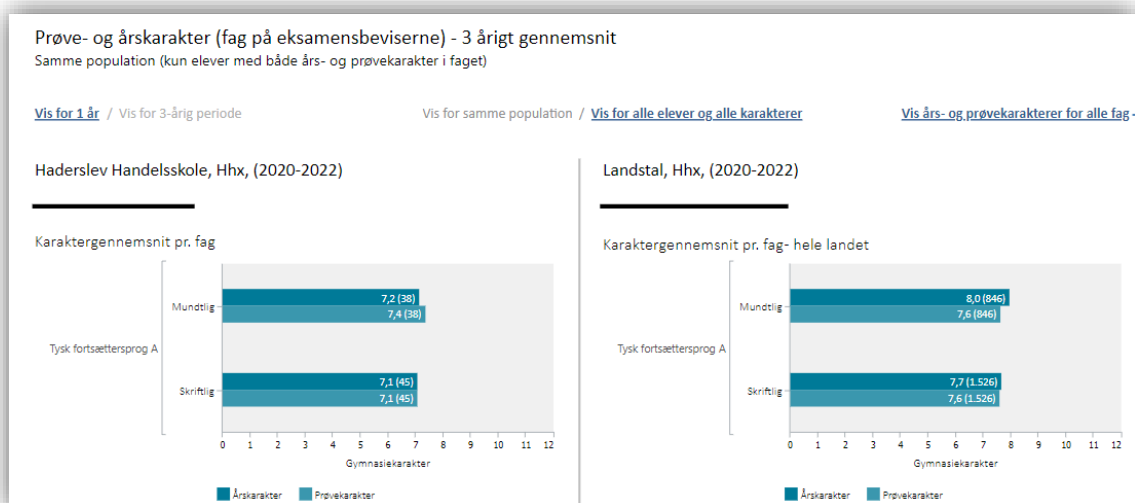 Prøve- og årskarakter (fag på eksamensbeviserne) - 3 årigt gennemsnit
Samme population (kun elever med både års- og prøvekarakter i faget)
Vis for 1 år / Vis for 3-årig periode
Vis for samme population / Vis for alle elever og alle karakterer
Vis års- og prøvekarakterer for alle fag -
Haderslev Handelsskole, Hhx, (2020-2022)
Karaktergennemsnit pr. fag
Tysk fortsættersprog A
Mundtlig
7,2 (38)
7,4 (38)
Skriftlig
7,1 (45)
7,1 (45)
0 1 2 3 4 5 6 7 8 9 10 11 12
Gymnasiekarakter
Årskarakter Prøvekarakter
Landstal, Hhx, (2020-2022)
Karaktergennemsnit pr. fag- hele landet
Tysk fortsættersprog A
Mundtlig
8,0 (846)
7,6 (846)
Skriftlig
7,7 (1.526)
7,6 (1.526)
0 1 2 3 4 5 6 7 8 9 10 11 12
Gymnasiekarakter
Årskarakter Prøvekarakter